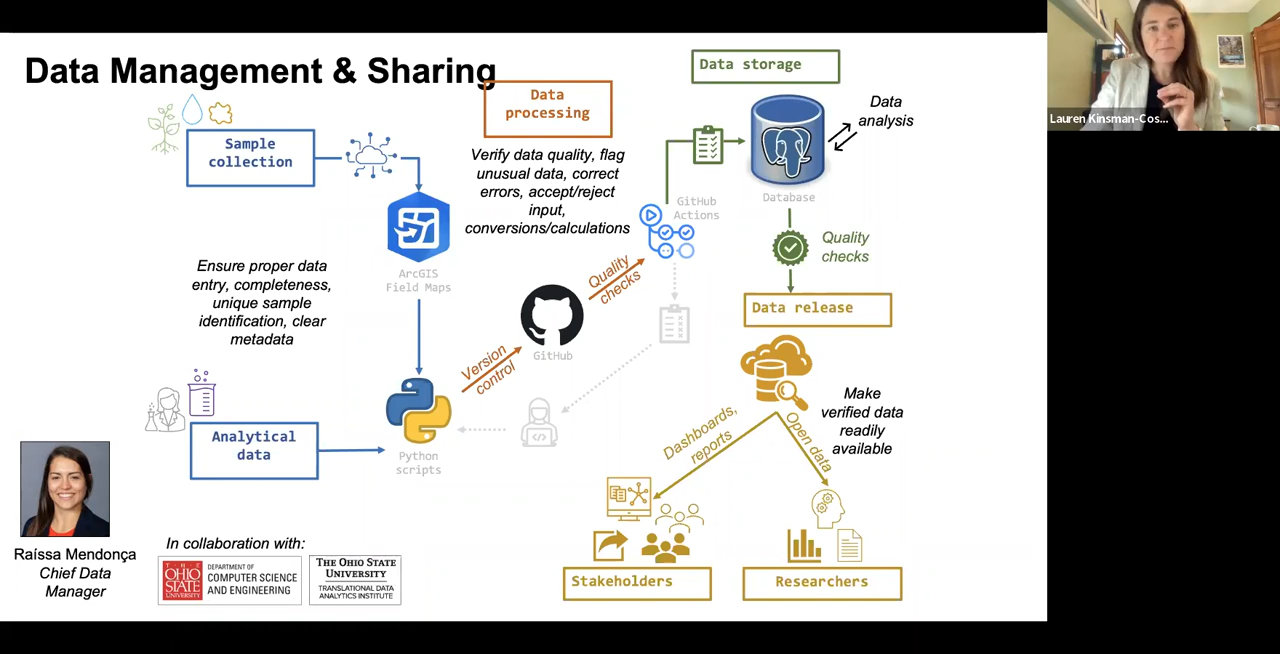 Data Management & Sharing
Sample
collection
Data
processing
Data storage
Data
analysis
Verify data quality, flag
unusual data, correct
errors, accept/reject
input,
conversions/calculations
GitHub
Actions
Database
Quality
checks
ArcGIS
Field Maps
Ensure proper data
entry, completeness,
unique sample
identification, clear
metadata
Quality
checks
GitHub
Version
control
Data release
Make
verified data
readily
available
Dashboards,
reports
Open data
Analytical
data
Python
scripts
Stakeholders
Researchers
Raíssa Mendonça
Chief Data
Manager
In collaboration with:
THE
OHIO
STATE
UNIVERSITY
DEPARTMENT OF
COMPUTER SCIENCE
AND ENGINEERING
THE OHIO STATE
UNIVERSITY
TRANSLATIONAL DATA
ANALYTICS INSTITUTE
Lauren Kinsman-Cos...